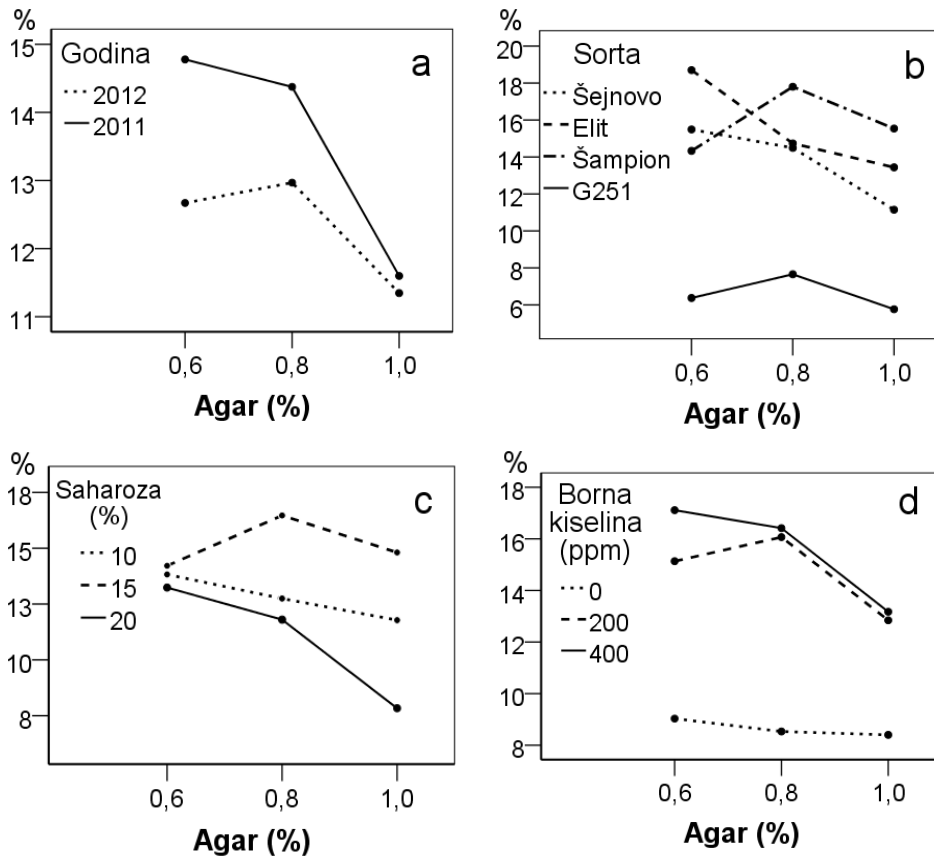 %
a
Godina
2012
2011
15
14
13
12
11
0,6 0,8 1,0
Agar (%)
%
b
Sorta
Šejnovo
Elit
Šampion
G251
20
18
16
14
12
10
8
6
0,6 0,8 1,0
Agar (%)
%
c
Saharoza
(%)
10
15
20
18
15
13
10
8
0,6 0,8 1,0
Agar (%)
%
d
Borna
kiselina
(ppm)
0
200
400
18
16
14
12
10
8
0,6 0,8 1,0
Agar (%)